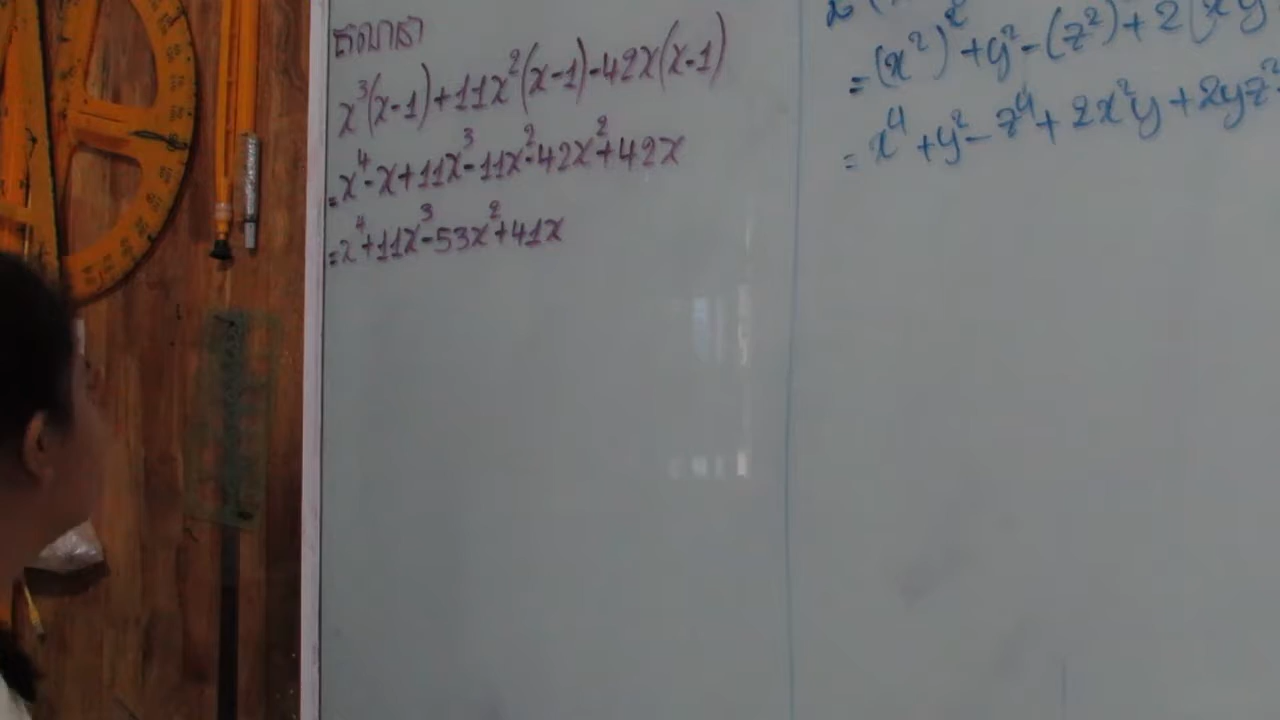 x³(x-1)+11x²(x-1)-42x(x-1)
=x⁴-x+11x³-11x²-42x²+42x
=x⁴+11x³-53x²+41x
=(x²)²+y²-(z²)+2(xy
=x⁴+y²-z⁴+2x²y+2yz²